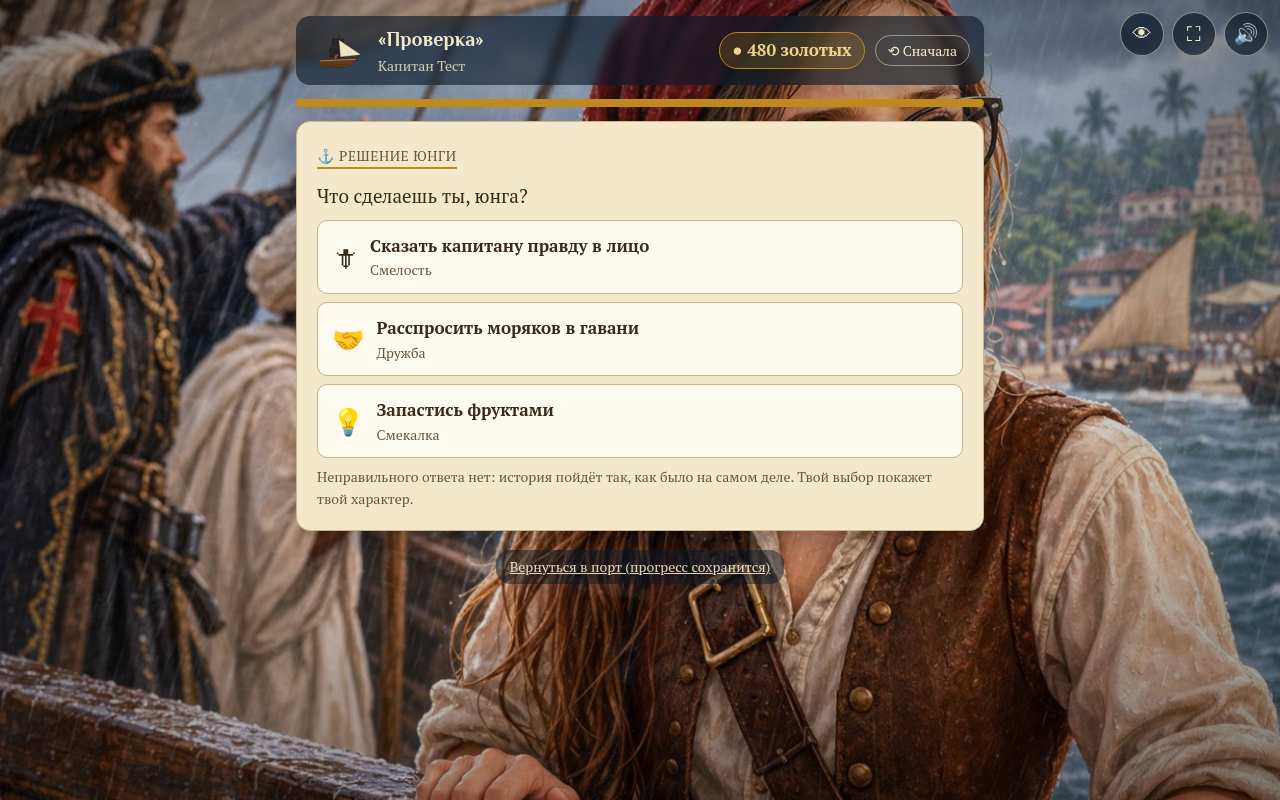 «Проверка»
Капитан Тест
● 480 золотых
⟲ Сначала
⚓ РЕШЕНИЕ ЮНГИ
Что сделаешь ты, юнга?
Сказать капитану правду в лицо
Смелость
Расспросить моряков в гавани
Дружба
Запастись фруктами
Смекалка
Неправильного ответа нет: история пойдёт так, как было на самом деле. Твой выбор покажет
твой характер.
Вернуться в порт (прогресс сохранится)